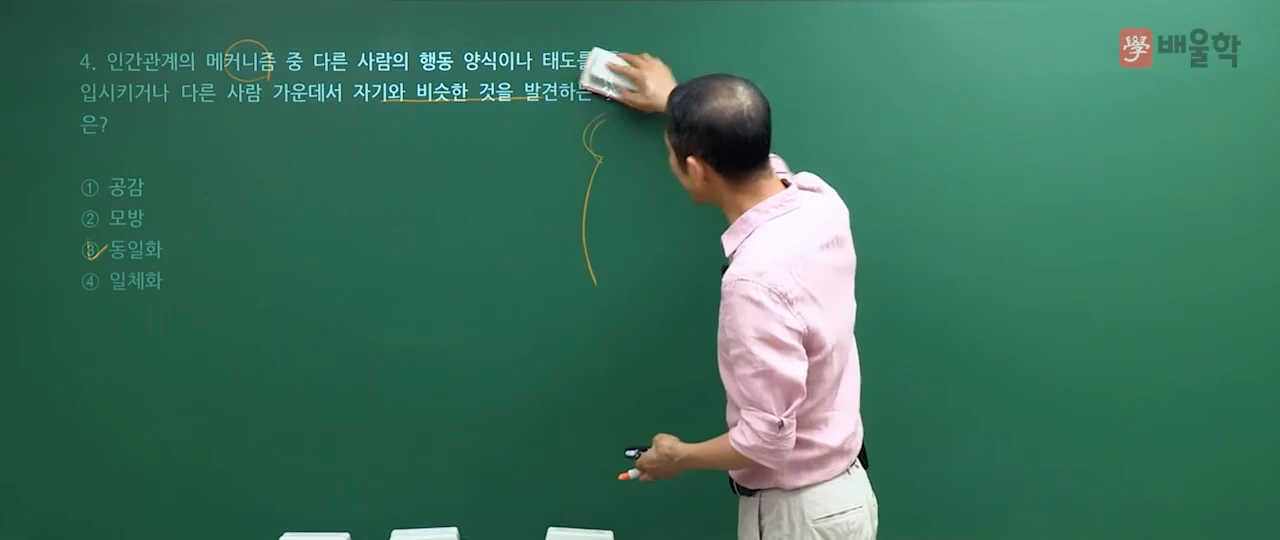 4. 인간관계의 메커니즘 중 다른 사람의 행동 양식이나 태도를
입시키거나 다른 사람 가운데서 자기와 비슷한 것을 발견하는
은?
① 공감
② 모방
③ 동일화
④ 일체화
學 배울학